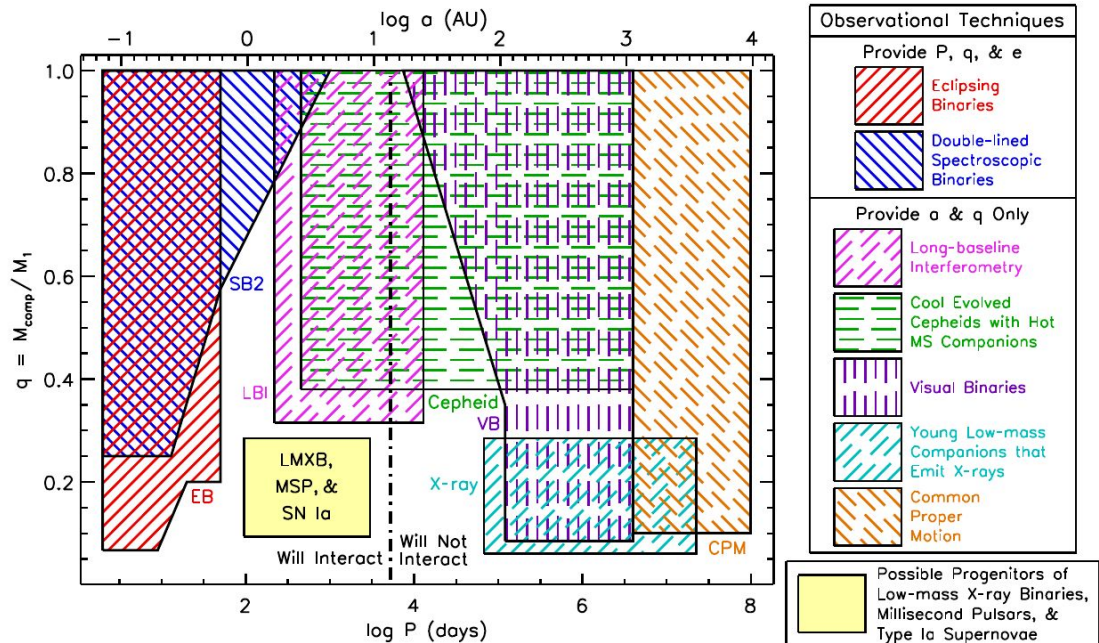 log a (AU)
−1 0 1 2 3 4
1.0
0.8
0.6
0.4
0.2
q = Mcomp/M1
SB2
LBI
Cepheid
VB
X-ray
EB
CPM
LMXB,
MSP, &
SN Ia
Will Interact
Will Not
Interact
2 4 6 8
log P (days)
Observational Techniques
Provide P, q, & e
Eclipsing
Binaries
Double-lined
Spectroscopic
Binaries
Provide a & q Only
Long-baseline
Interferometry
Cool Evolved
Cepheids with Hot
MS Companions
Visual Binaries
Young Low-mass
Companions that
Emit X-rays
Common
Proper
Motion
Possible Progenitors of
Low-mass X-ray Binaries,
Millisecond Pulsars, &
Type Ia Supernovae